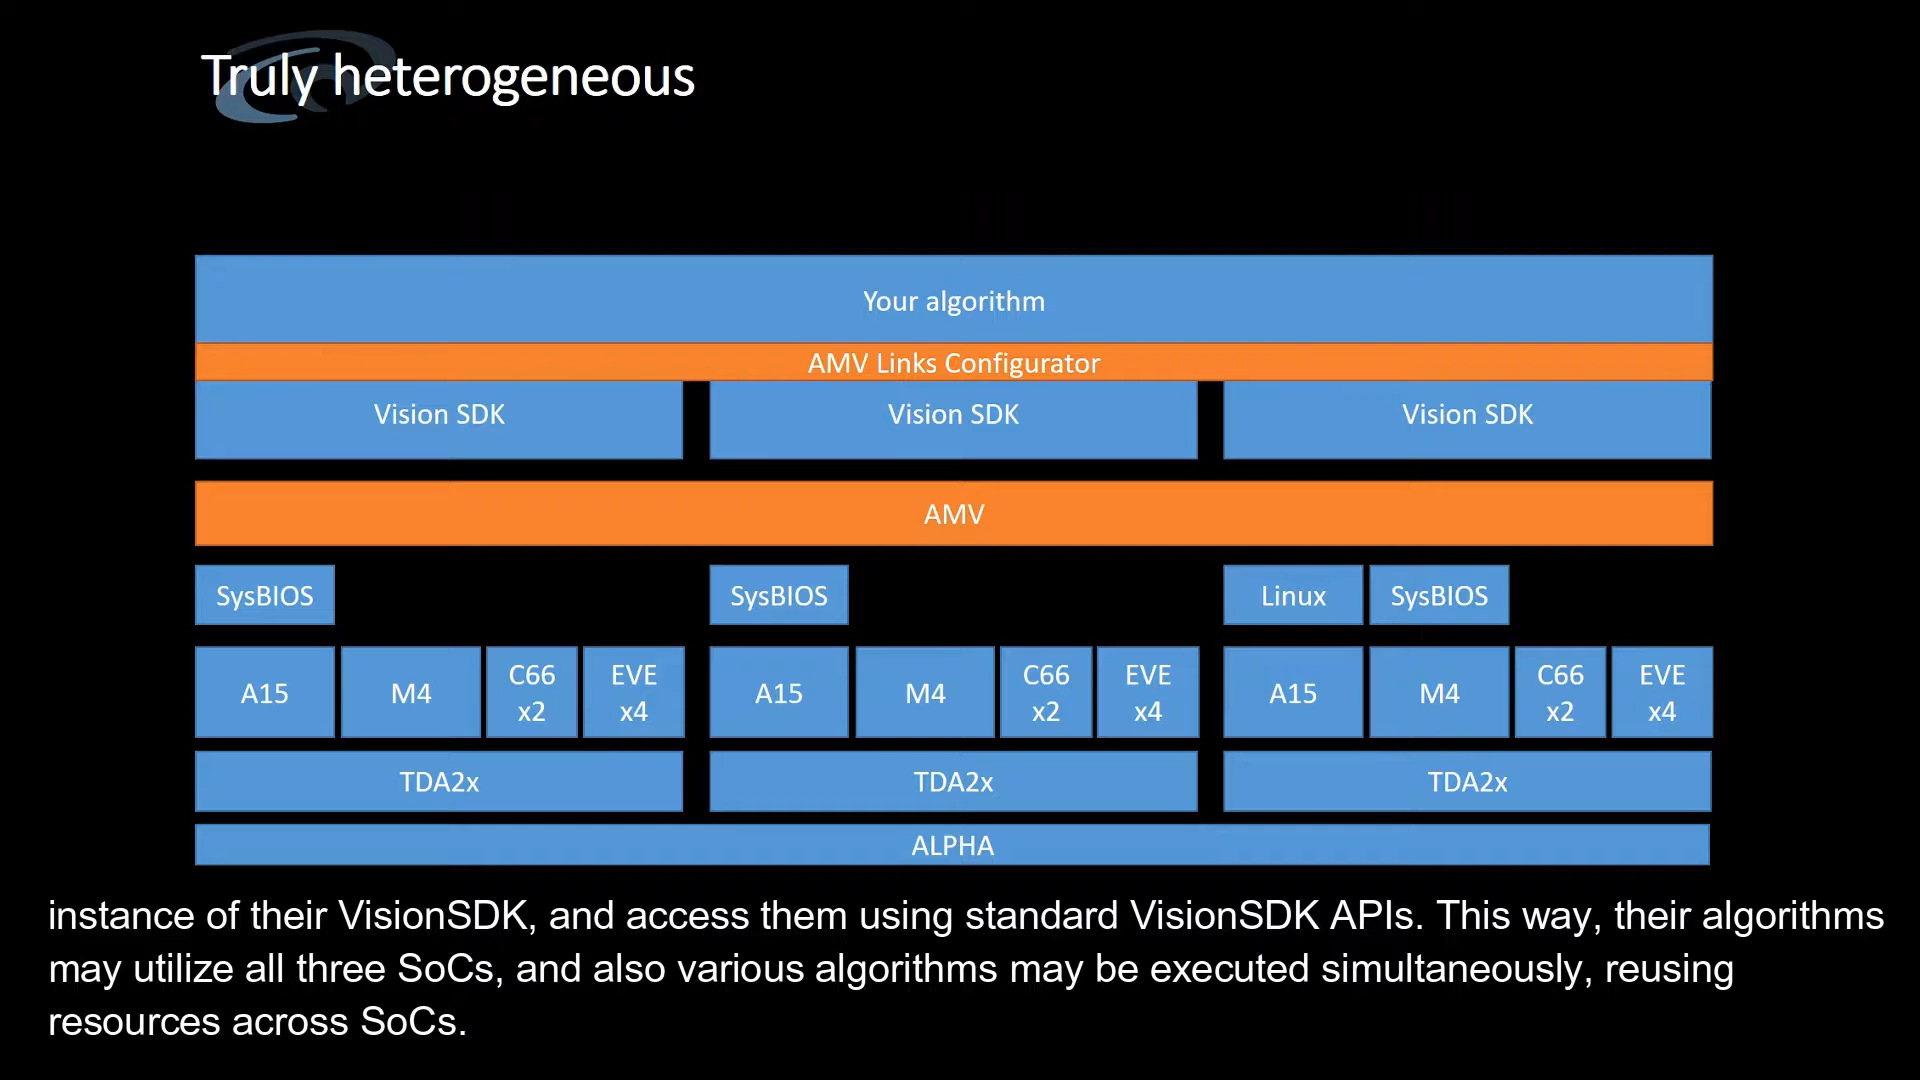 Truly heterogeneous
Your algorithm
AMV Links Configurator
Vision SDK Vision SDK Vision SDK
AMV
SysBIOS SysBIOS Linux SysBIOS
A15 M4 C66 x2 EVE x4 A15 M4 C66 x2 EVE x4 A15 M4 C66 x2 EVE x4
TDA2x TDA2x TDA2x
ALPHA
instance of their VisionSDK, and access them using standard VisionSDK APIs. This way, their algorithms
may utilize all three SoCs, and also various algorithms may be executed simultaneously, reusing
resources across SoCs.